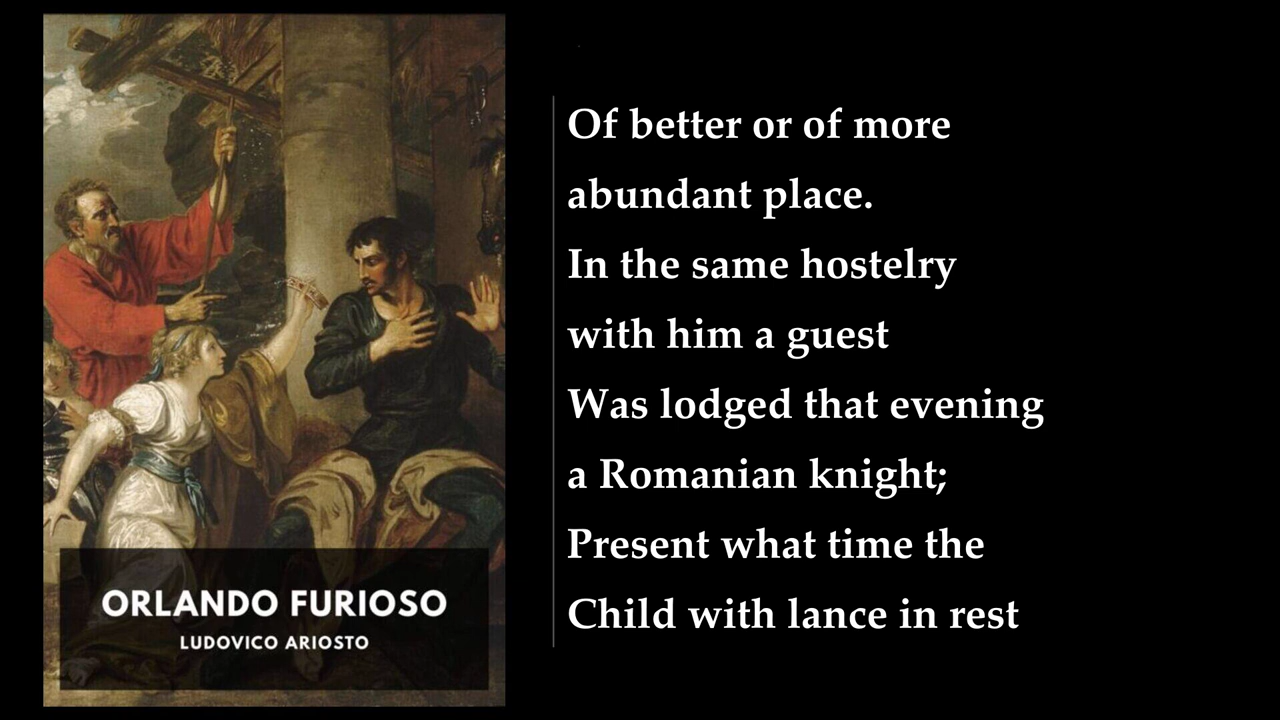 ORLANDO FURIOSO
LUDOVICO ARIOSTO
Of better or of more
abundant place.
In the same hostelry
with him a guest
Was lodged that evening
a Romanian knight;
Present what time the
Child with lance in rest